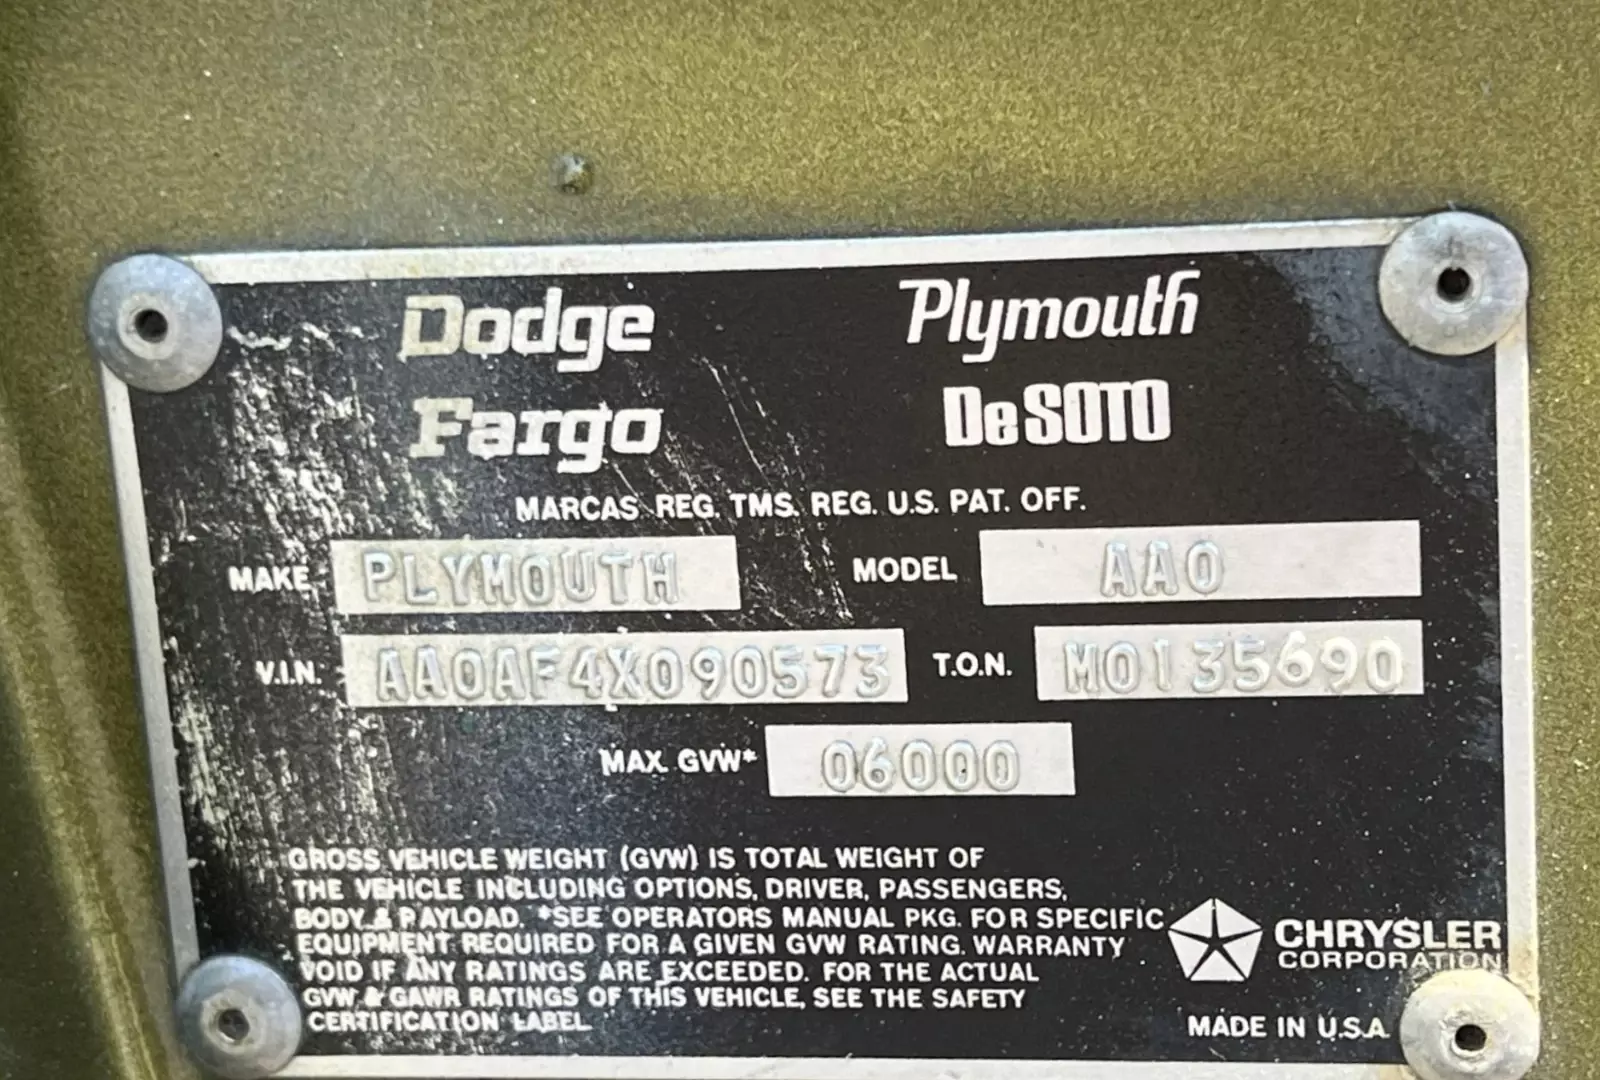 Dodge Plymouth
Fargo DeSOTO
MARCAS REG. TMS. REG. U.S. PAT. OFF.
MAKE PLYMOUTH MODEL AA0
V.I.N. AA0AF4X090573 T.O.N. M0135690
MAX. GVW* 06000
GROSS VEHICLE WEIGHT (GVW) IS TOTAL WEIGHT OF
THE VEHICLE INCLUDING OPTIONS, DRIVER, PASSENGERS,
BODY & PAYLOAD. *SEE OPERATORS MANUAL PKG. FOR SPECIFIC
EQUIPMENT REQUIRED FOR A GIVEN GVW RATING. WARRANTY
VOID IF ANY RATINGS ARE EXCEEDED. FOR THE ACTUAL
GVW & GAWR RATINGS OF THIS VEHICLE, SEE THE SAFETY
CERTIFICATION LABEL
CHRYSLER
CORPORATION
MADE IN U.S.A.